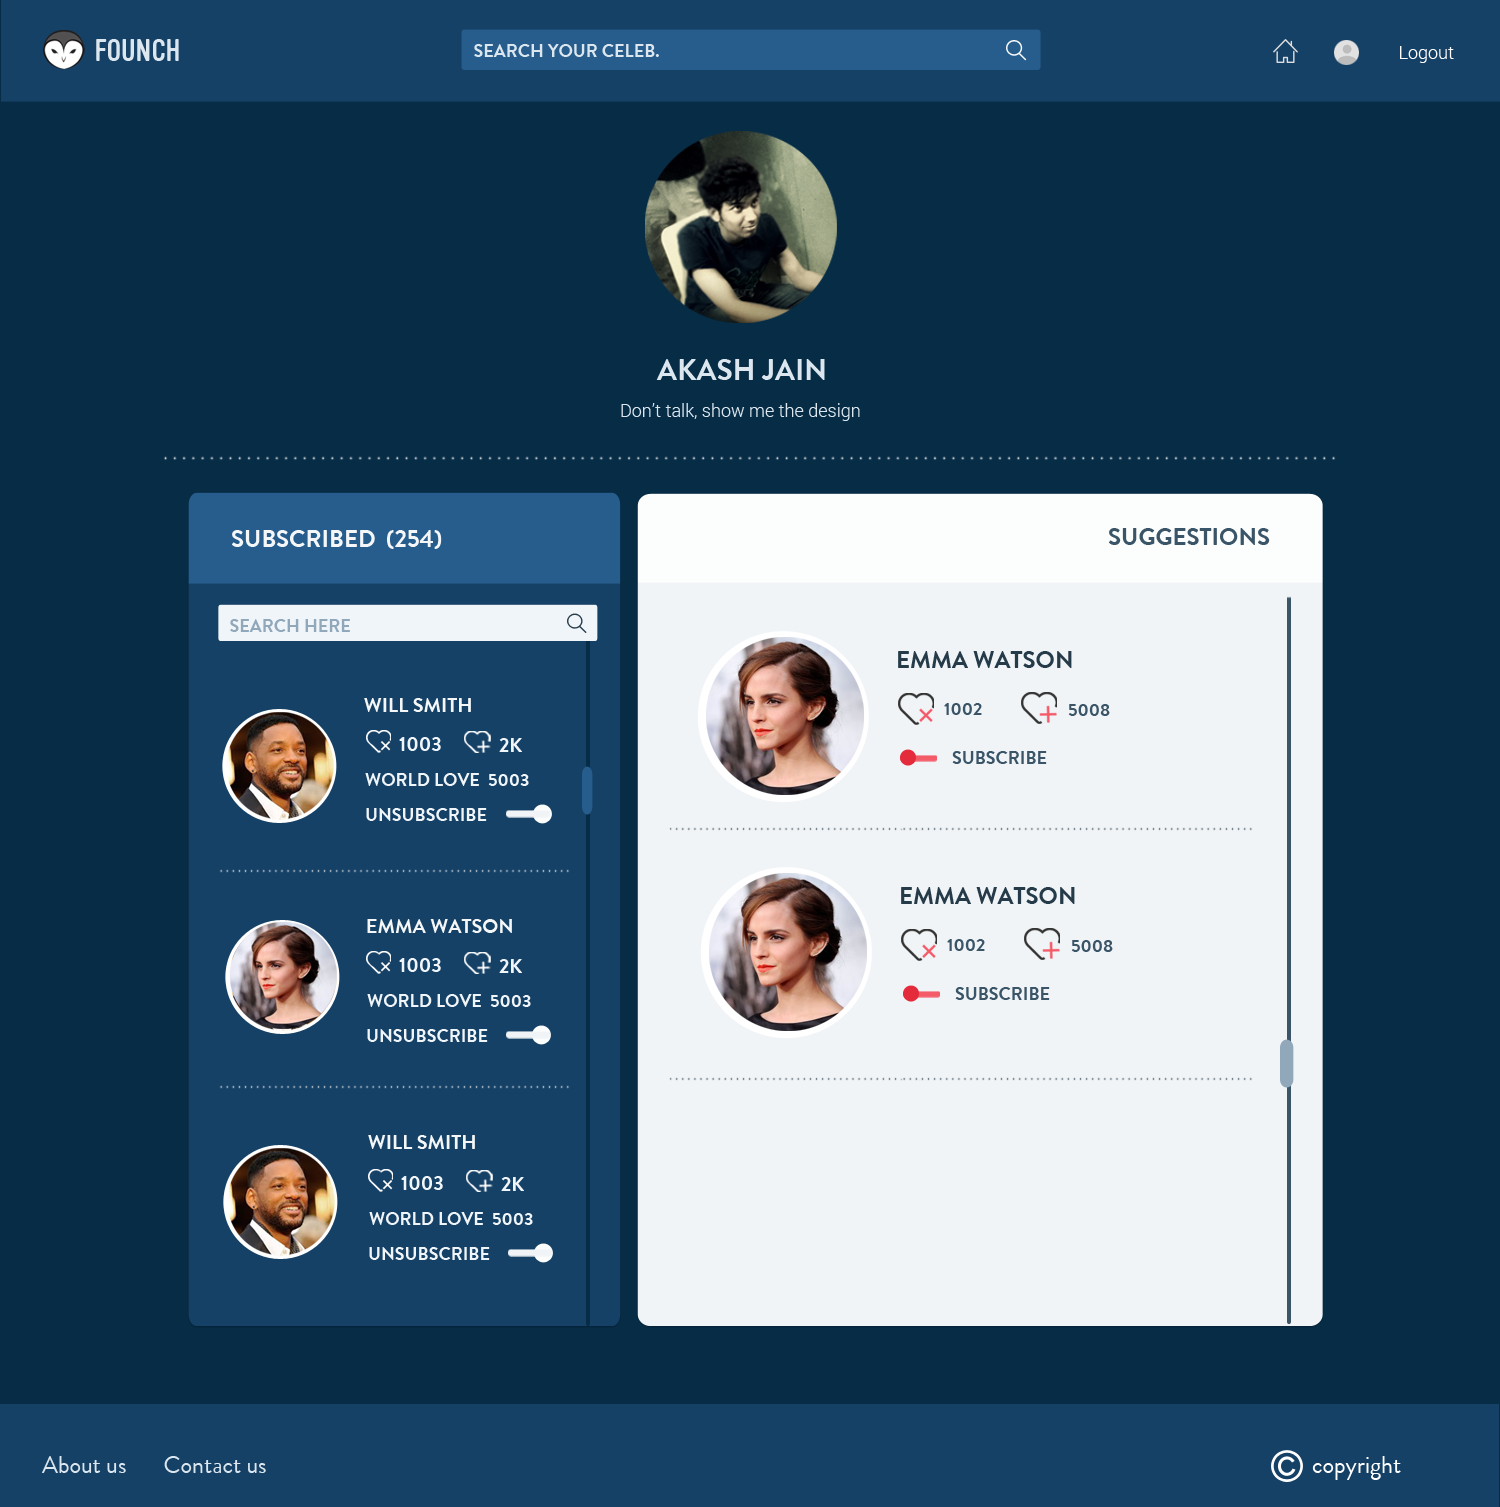 FOUNCH
SEARCH YOUR CELEB.
Logout
AKASH JAIN
Don't talk, show me the design
SUBSCRIBED (254)
SEARCH HERE
WILL SMITH
1003 2K
WORLD LOVE 5003
UNSUBSCRIBE
EMMA WATSON
1003 2K
WORLD LOVE 5003
UNSUBSCRIBE
WILL SMITH
1003 2K
WORLD LOVE 5003
UNSUBSCRIBE
SUGGESTIONS
EMMA WATSON
1002 5008
SUBSCRIBE
EMMA WATSON
1002 5008
SUBSCRIBE
About us Contact us
© copyright